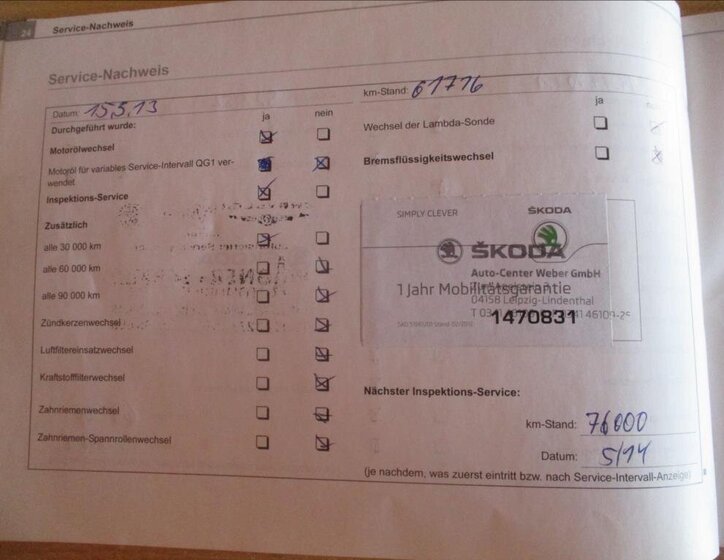 24 Service-Nachweis
Service-Nachweis
Datum: 15.5.13
km-Stand: 61776
ja nein
ja
Durchgeführt wurde:
Motorölwechsel
Motoröl für variables Service-Intervall QG1 ver-
wendet
Inspektions-Service
Zusätzlich
alle 30 000 km
alle 60 000 km
alle 90 000 km
Zündkerzenwechsel
Luftfiltereinsatzwechsel
Kraftstofffilterwechsel
Zahnriemenwechsel
Zahnriemen-Spannrollenwechsel
Wechsel der Lambda-Sonde
Bremsflüssigkeitswechsel
SIMPLY CLEVER
ŠKODA
ŠKODA
Auto-Center Weber GmbH
1 Jahr Mobilitätsgarantie
04158 Leipzig-Lindenthal
1470831
Nächster Inspektions-Service:
km-Stand: 76000
Datum: 5/14
(je nachdem, was zuerst eintritt bzw. nach Service-Intervall-Anzeige)